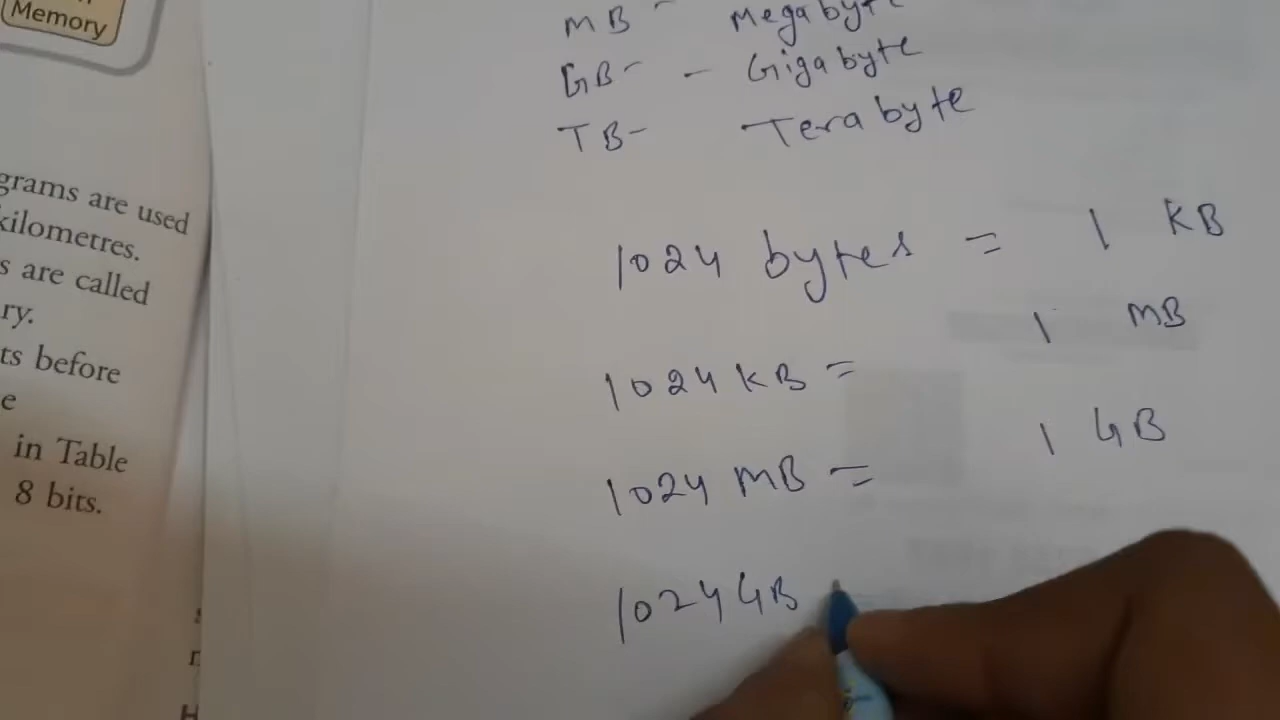 Memory
grams are used
kilometres.
s are called
ry.
ts before
e
in Table
8 bits.
MB - Megabyte
GB - - Gigabyte
TB - Terabyte
1024 bytes = 1 KB
1024 KB = 1 MB
1024 MB = 1 GB
1024 GB